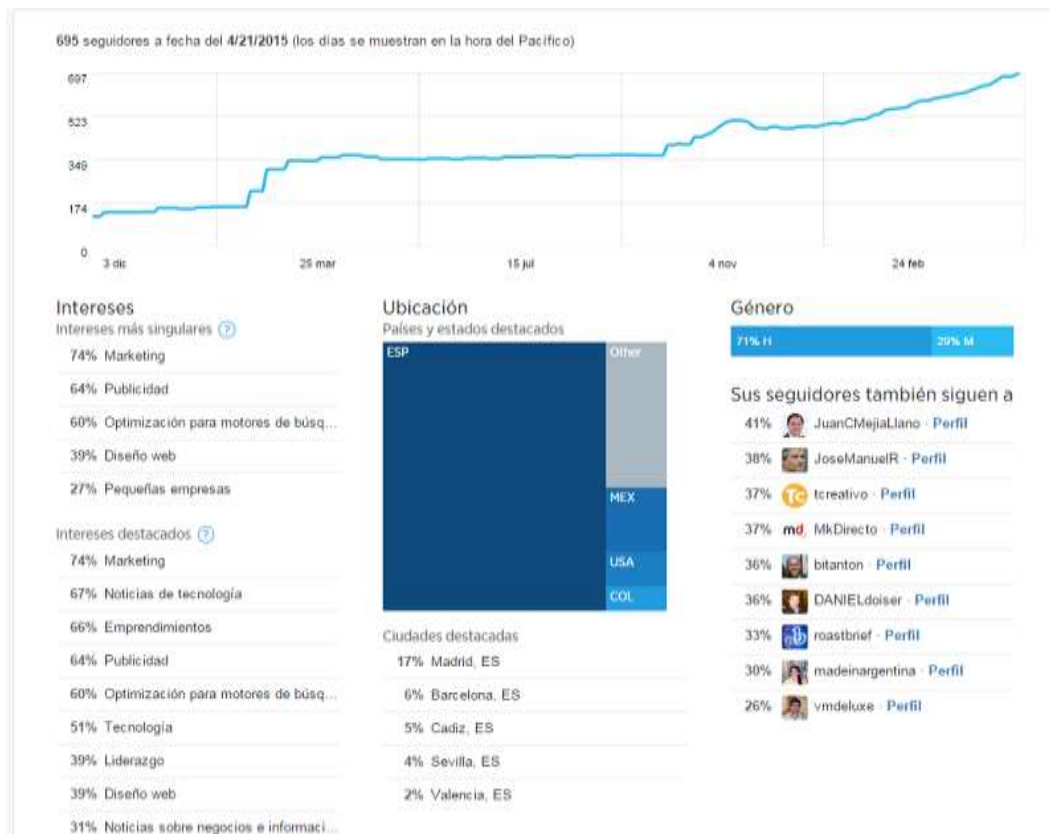 695 seguidores a fecha del 4/21/2015 (los días se muestran en la hora del Pacífico)
697
523
349
174
0
3 dic
25 mar
15 jul
4 nov
24 feb
Intereses
Intereses más singulares ?
74% Marketing
64% Publicidad
60% Optimización para motores de búsq...
39% Diseño web
27% Pequeñas empresas
Intereses destacados ?
74% Marketing
67% Noticias de tecnología
66% Emprendimientos
64% Publicidad
60% Optimización para motores de búsq...
51% Tecnología
39% Liderazgo
39% Diseño web
31% Noticias sobre negocios e informaci...
Ubicación
Países y estados destacados
ESP
Other
MEX
USA
COL
Ciudades destacadas
17% Madrid, ES
6% Barcelona, ES
5% Cadiz, ES
4% Sevilla, ES
2% Valencia, ES
Género
71% H
29% M
Sus seguidores también siguen a
41% JuanCMejiaLlano · Perfil
38% JoseManuelR · Perfil
37% Tc tcreativo · Perfil
37% md MkDirecto · Perfil
36% bitanton · Perfil
36% DANIELdoiser · Perfil
33% roastbrief · Perfil
30% madeinargentina · Perfil
26% vmdeluxe · Perfil